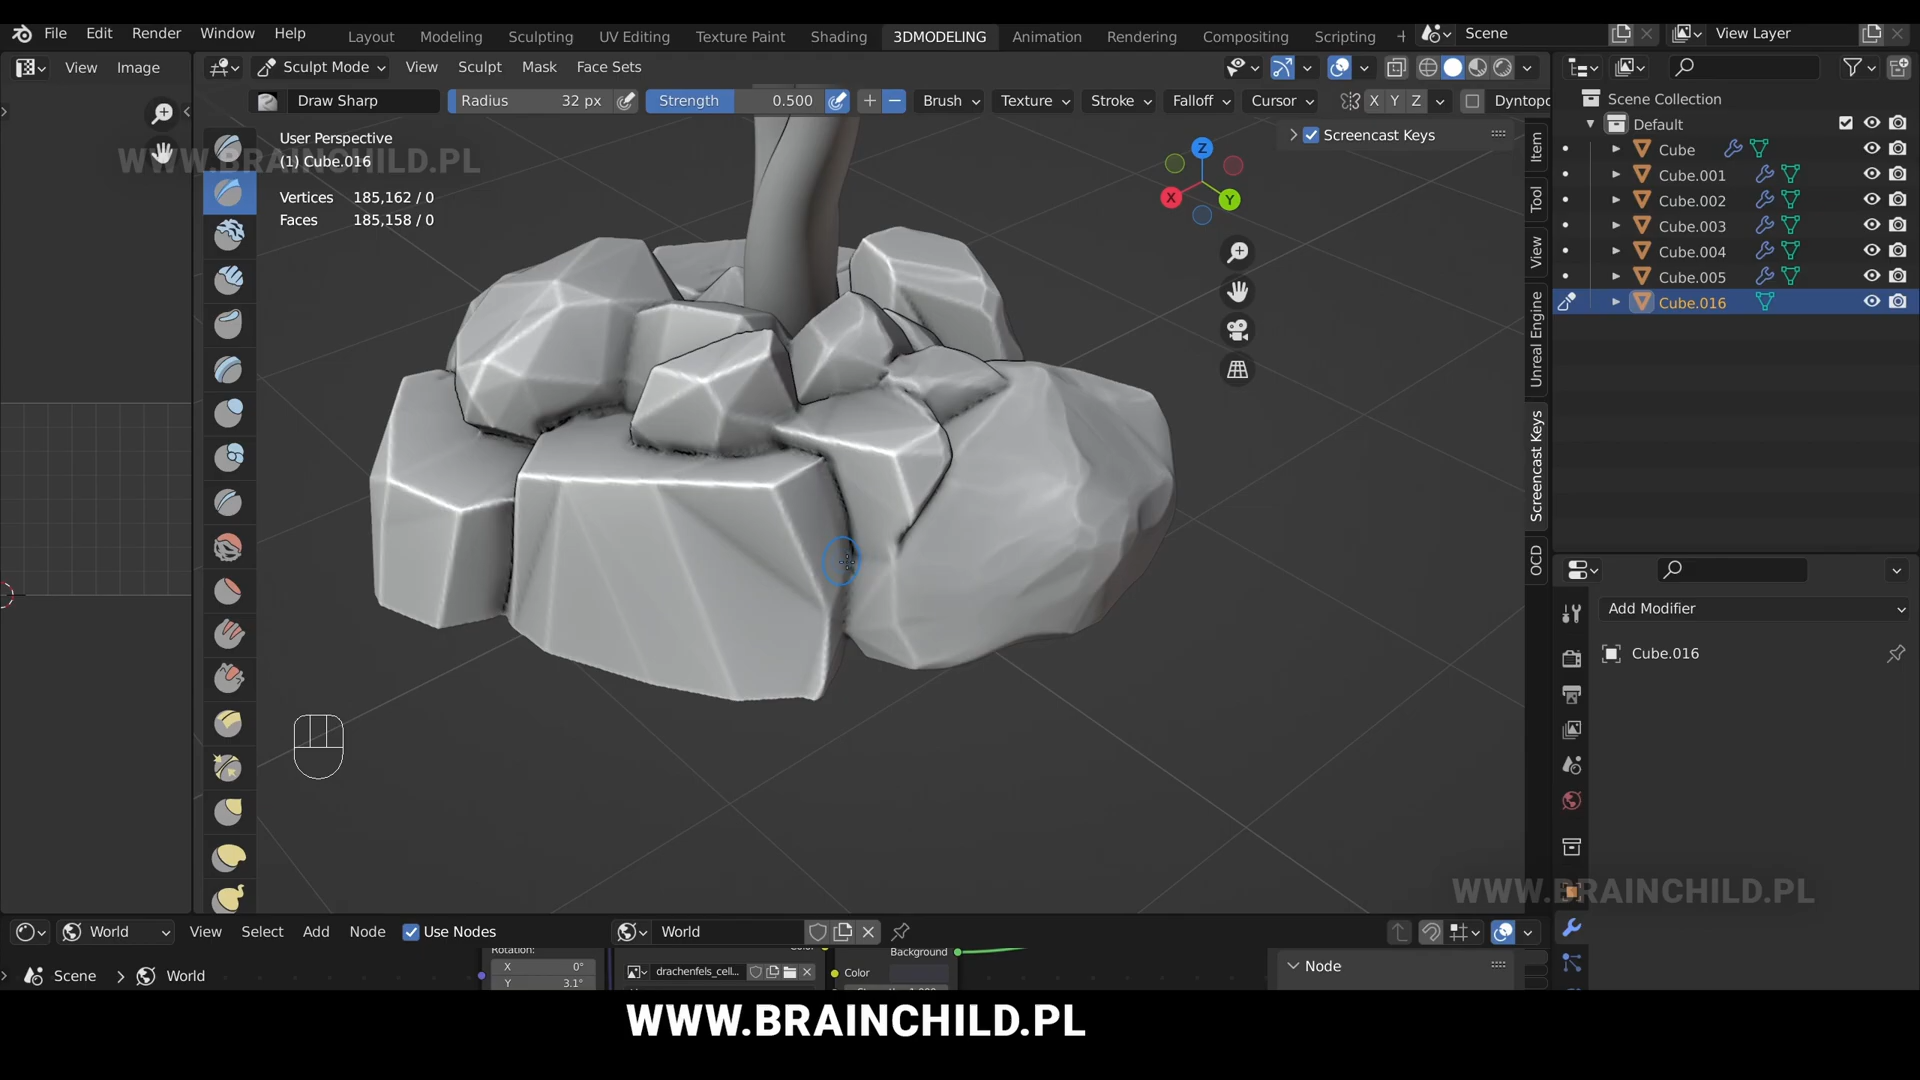 File Edit Render Window Help Layout Modeling Sculpting UV Editing Texture Paint Shading 3DMODELING Animation Rendering Compositing Scripting + Scene View Layer
View Image Sculpt Mode View Sculpt Mask Face Sets
Draw Sharp Radius 32 px Strength 0.500 Brush Texture Stroke Falloff Cursor X Y Z Dyntopo
Scene Collection
Default
Cube
Cube.001
Cube.002
Cube.003
Cube.004
Cube.005
Cube.016
User Perspective
(1) Cube.016
WWW.BRAINCHILD.PL
Vertices 185,162 / 0
Faces 185,158 / 0
Screencast Keys
Z
X
Y
Item
Tool
View
Unreal Engine
Screencast Keys
OCD
Add Modifier
Cube.016
WWW.BRAINCHILD.PL
World View Select Add Node Use Nodes World
Scene > World
Rotation:
X 0°
Y 3.1°
drachenfels_cell...
Background
Color
Node
WWW.BRAINCHILD.PL